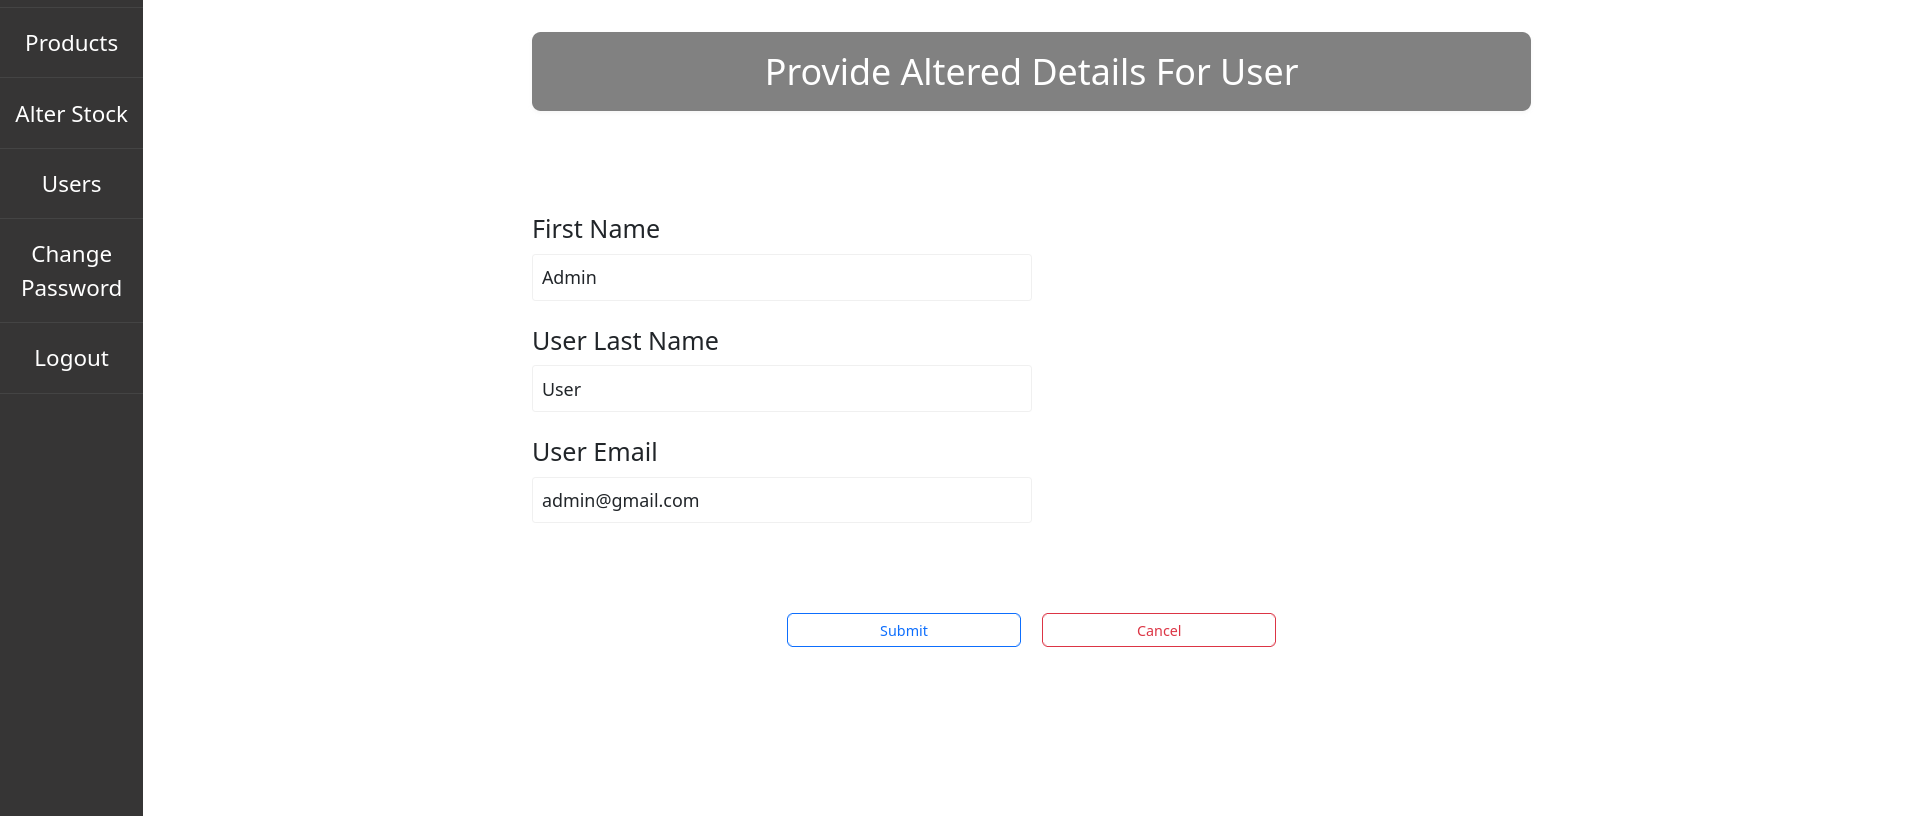 Products
Alter Stock
Users
Change
Password
Logout
Provide Altered Details For User
First Name
Admin
User Last Name
User
User Email
admin@gmail.com
Submit
Cancel